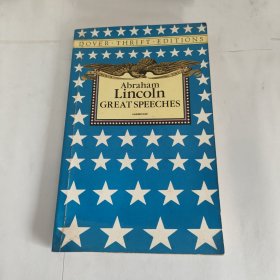 DOVER · THRIFT · EDITIONS
Abraham
Lincoln
GREAT SPEECHES